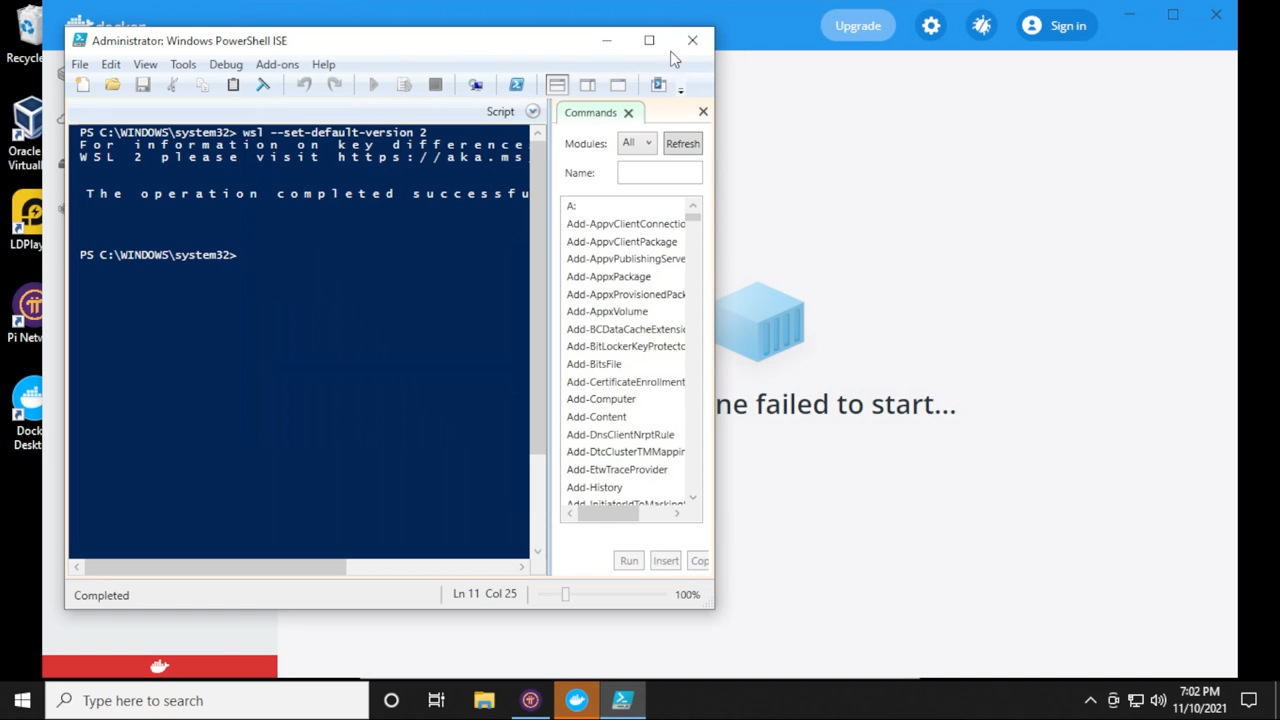 Recycle
Oracle
Virtuall
LDPlay
Pi Netw
Dock
Deskt
Upgrade
Sign in
Administrator: Windows PowerShell ISE
File Edit View Tools Debug Add-ons Help
Script
PS C:\WINDOWS\system32> wsl --set-default-version 2
For information on key difference
WSL 2 please visit https://aka.ms
The operation completed successfu
PS C:\WINDOWS\system32>
Commands
Modules: All Refresh
Name:
A:
Add-AppvClientConnectio
Add-AppvClientPackage
Add-AppvPublishingServe
Add-AppxPackage
Add-AppxProvisionedPack
Add-AppxVolume
Add-BCDataCacheExtensio
Add-BitLockerKeyProtecto
Add-BitsFile
Add-CertificateEnrollment
Add-Computer
Add-Content
Add-DnsClientNrptRule
Add-DtcClusterTMMappin
Add-EtwTraceProvider
Add-History
Run Insert Cop
Completed Ln 11 Col 25 100%
ne failed to start...
Type here to search
7:02 PM
11/10/2021